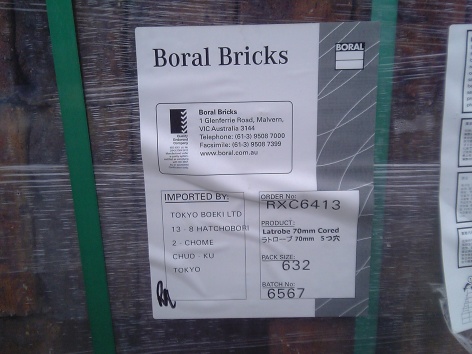 Boral Bricks
BORAL
Boral Bricks
1 Glenferrie Road, Malvern,
VIC Australia 3144
Telephone: (61-3) 9508 7000
Facsimile: (61-3) 9508 7399
www.boral.com.au
Quality
Endorsed
Company
IMPORTED BY:
TOKYO BOEKI LTD
13 - 8 HATCHOBORI
2 - CHOME
CHUO - KU
TOKYO
ORDER No:
RXC6413
PRODUCT:
Latrobe 70mm Cored
ラトローブ 70mm 5つ穴
PACK SIZE:
632
BATCH No:
6567